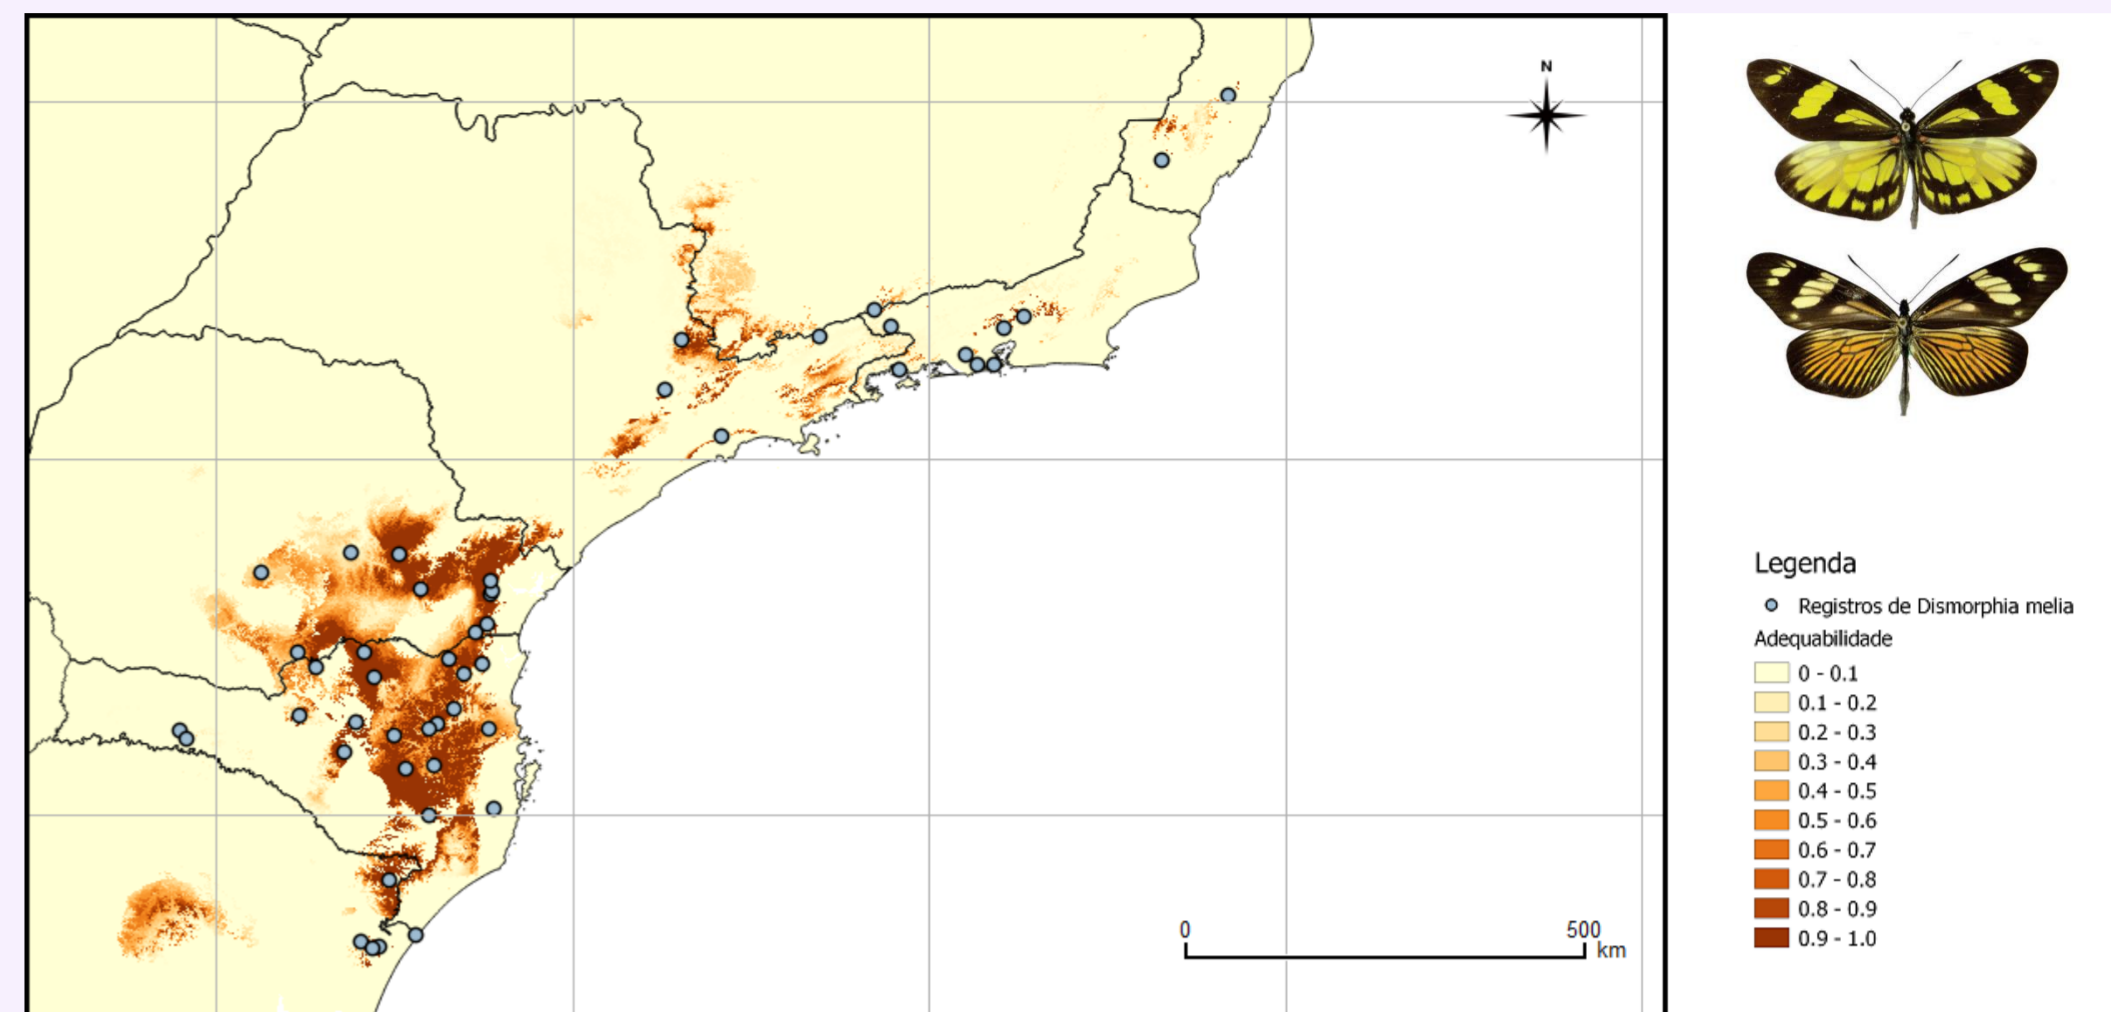 N
0 500
km
Legenda
Registros de Dismorphia melia
Adequabilidade
0 - 0.1
0.1 - 0.2
0.2 - 0.3
0.3 - 0.4
0.4 - 0.5
0.5 - 0.6
0.6 - 0.7
0.7 - 0.8
0.8 - 0.9
0.9 - 1.0